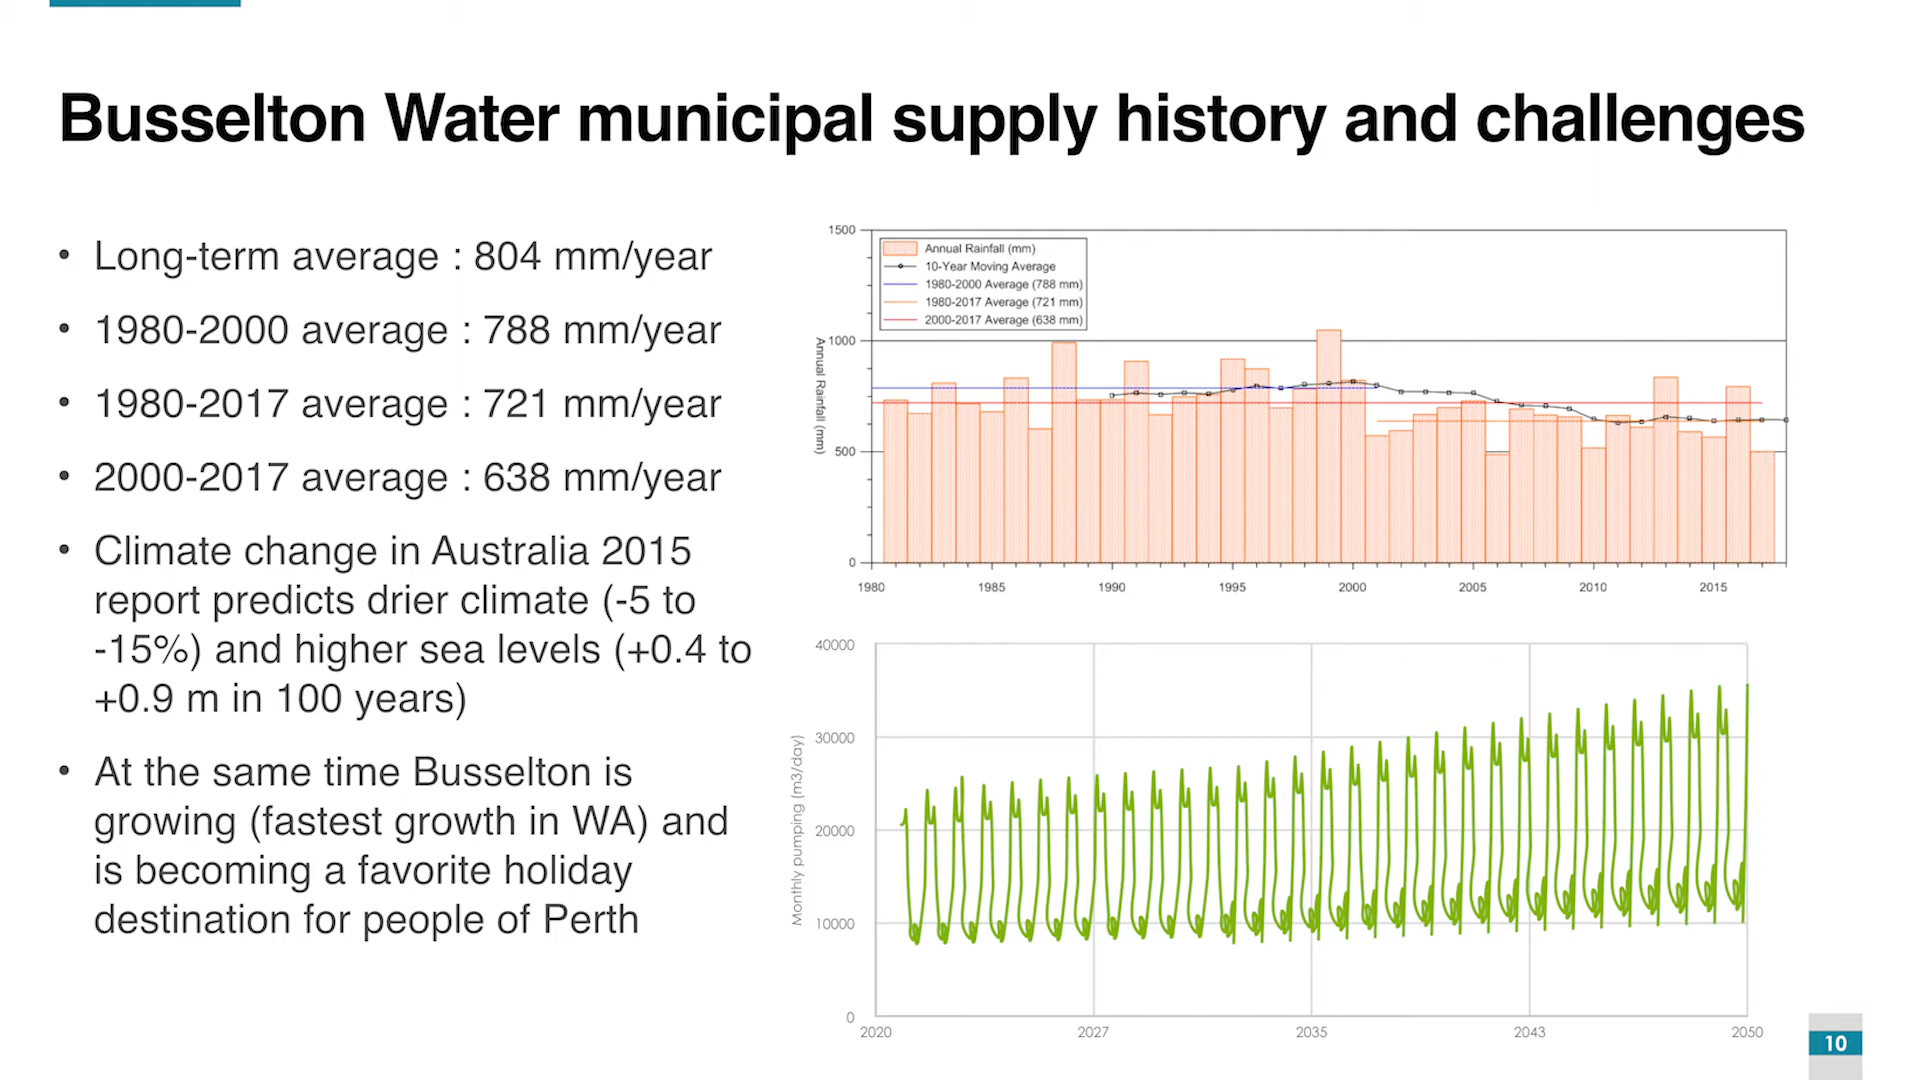 Busselton Water municipal supply history and challenges
• Long-term average : 804 mm/year
• 1980-2000 average : 788 mm/year
• 1980-2017 average : 721 mm/year
• 2000-2017 average : 638 mm/year
• Climate change in Australia 2015
report predicts drier climate (-5 to
-15%) and higher sea levels (+0.4 to
+0.9 m in 100 years)
• At the same time Busselton is
growing (fastest growth in WA) and
is becoming a favorite holiday
destination for people of Perth
Annual Rainfall (mm)
10-Year Moving Average
1980-2000 Average (788 mm)
1980-2017 Average (721 mm)
2000-2017 Average (638 mm)
Annual Rainfall (mm)
1500
1000
500
0
1980 1985 1990 1995 2000 2005 2010 2015
Monthly pumping (m3/day)
40000
30000
20000
10000
0
2020 2027 2035 2043 2050
10